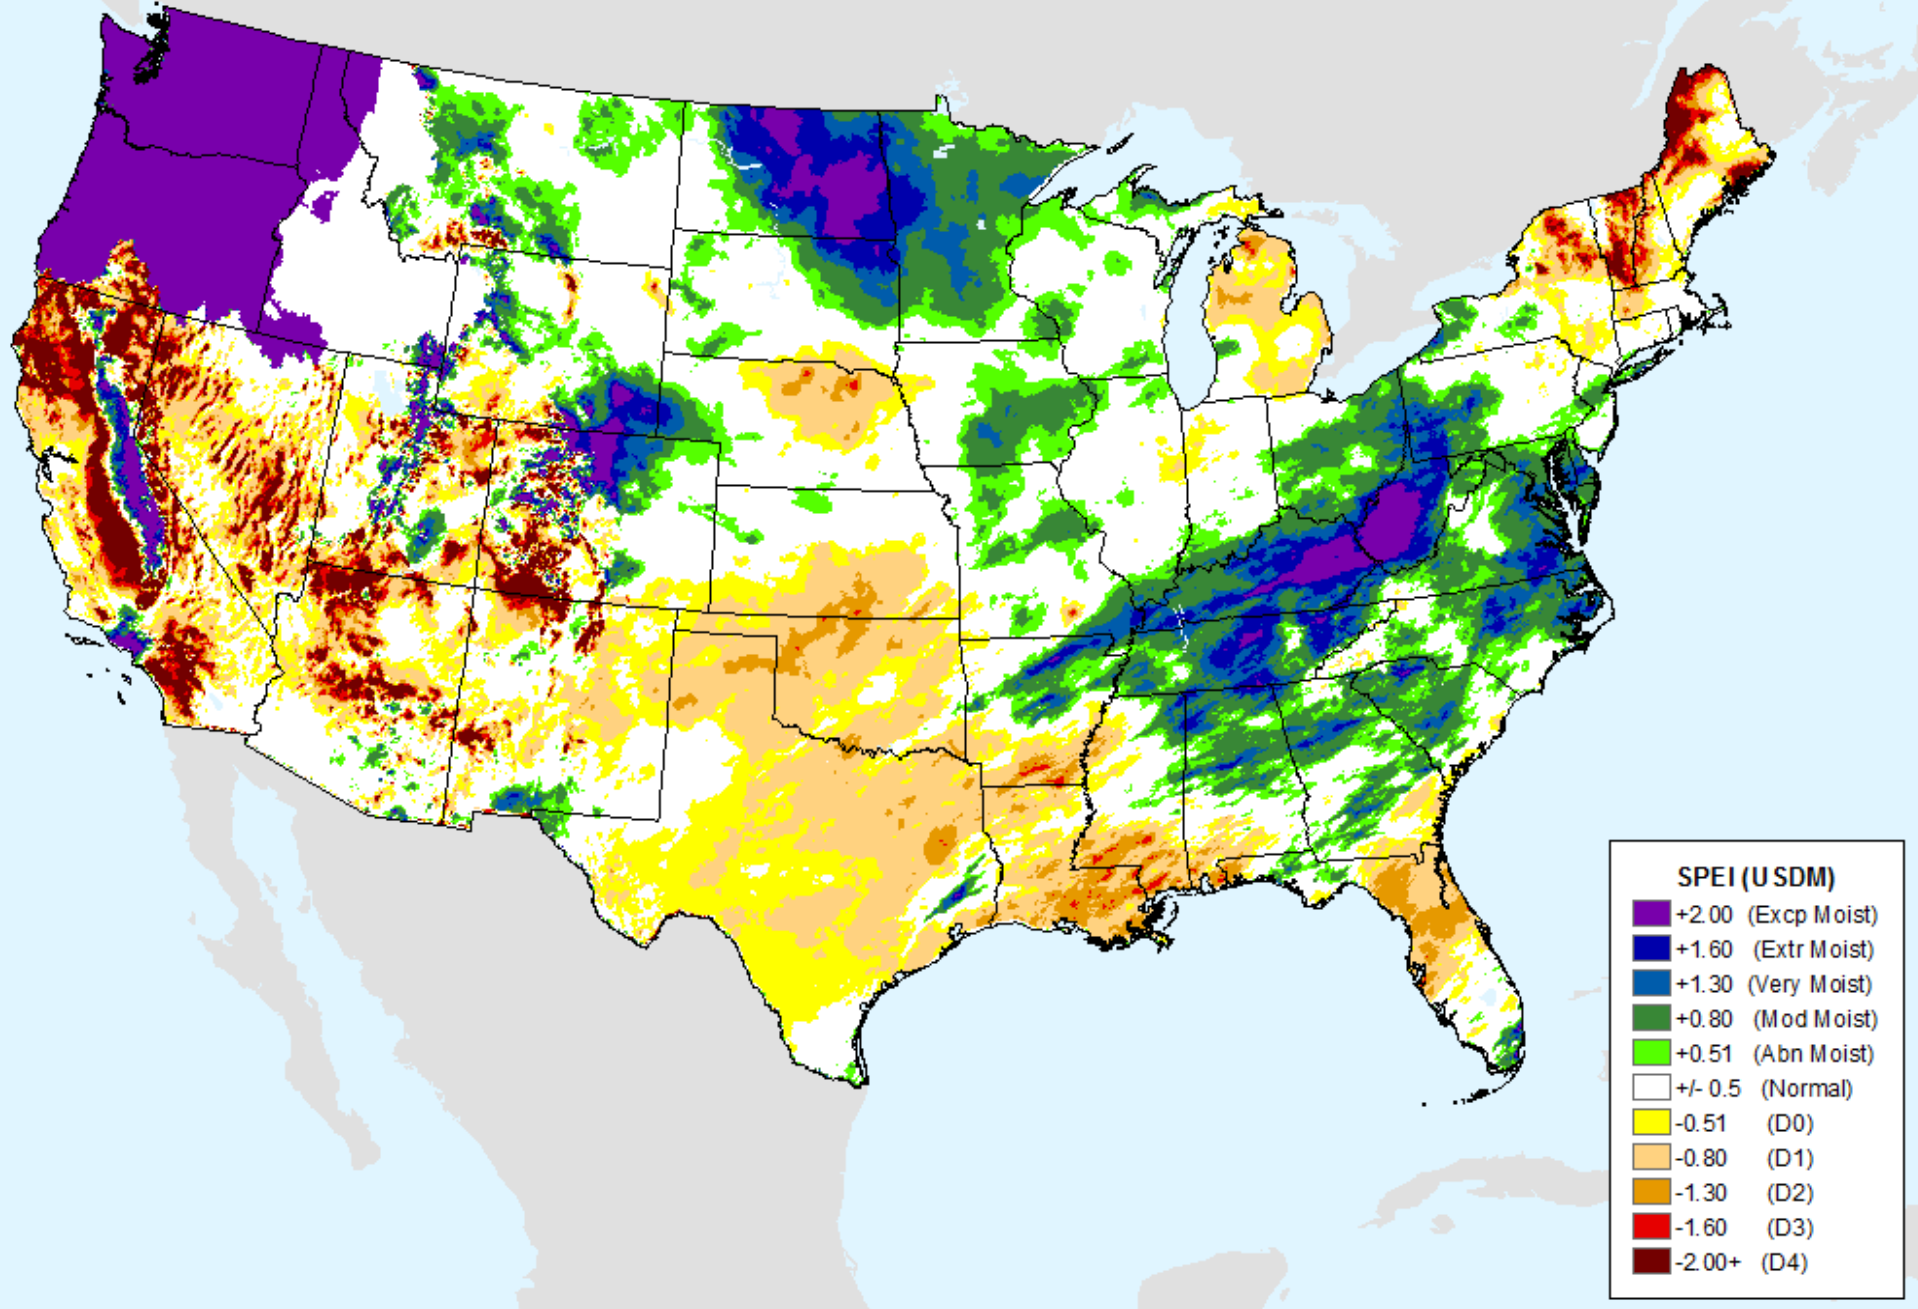 SPEI (USDM)
+2.00 (Excp Moist)
+1.60 (Extr Moist)
+1.30 (Very Moist)
+0.80 (Mod Moist)
+0.51 (Abn Moist)
+/- 0.5 (Normal)
-0.51 (D0)
-0.80 (D1)
-1.30 (D2)
-1.60 (D3)
-2.00+ (D4)